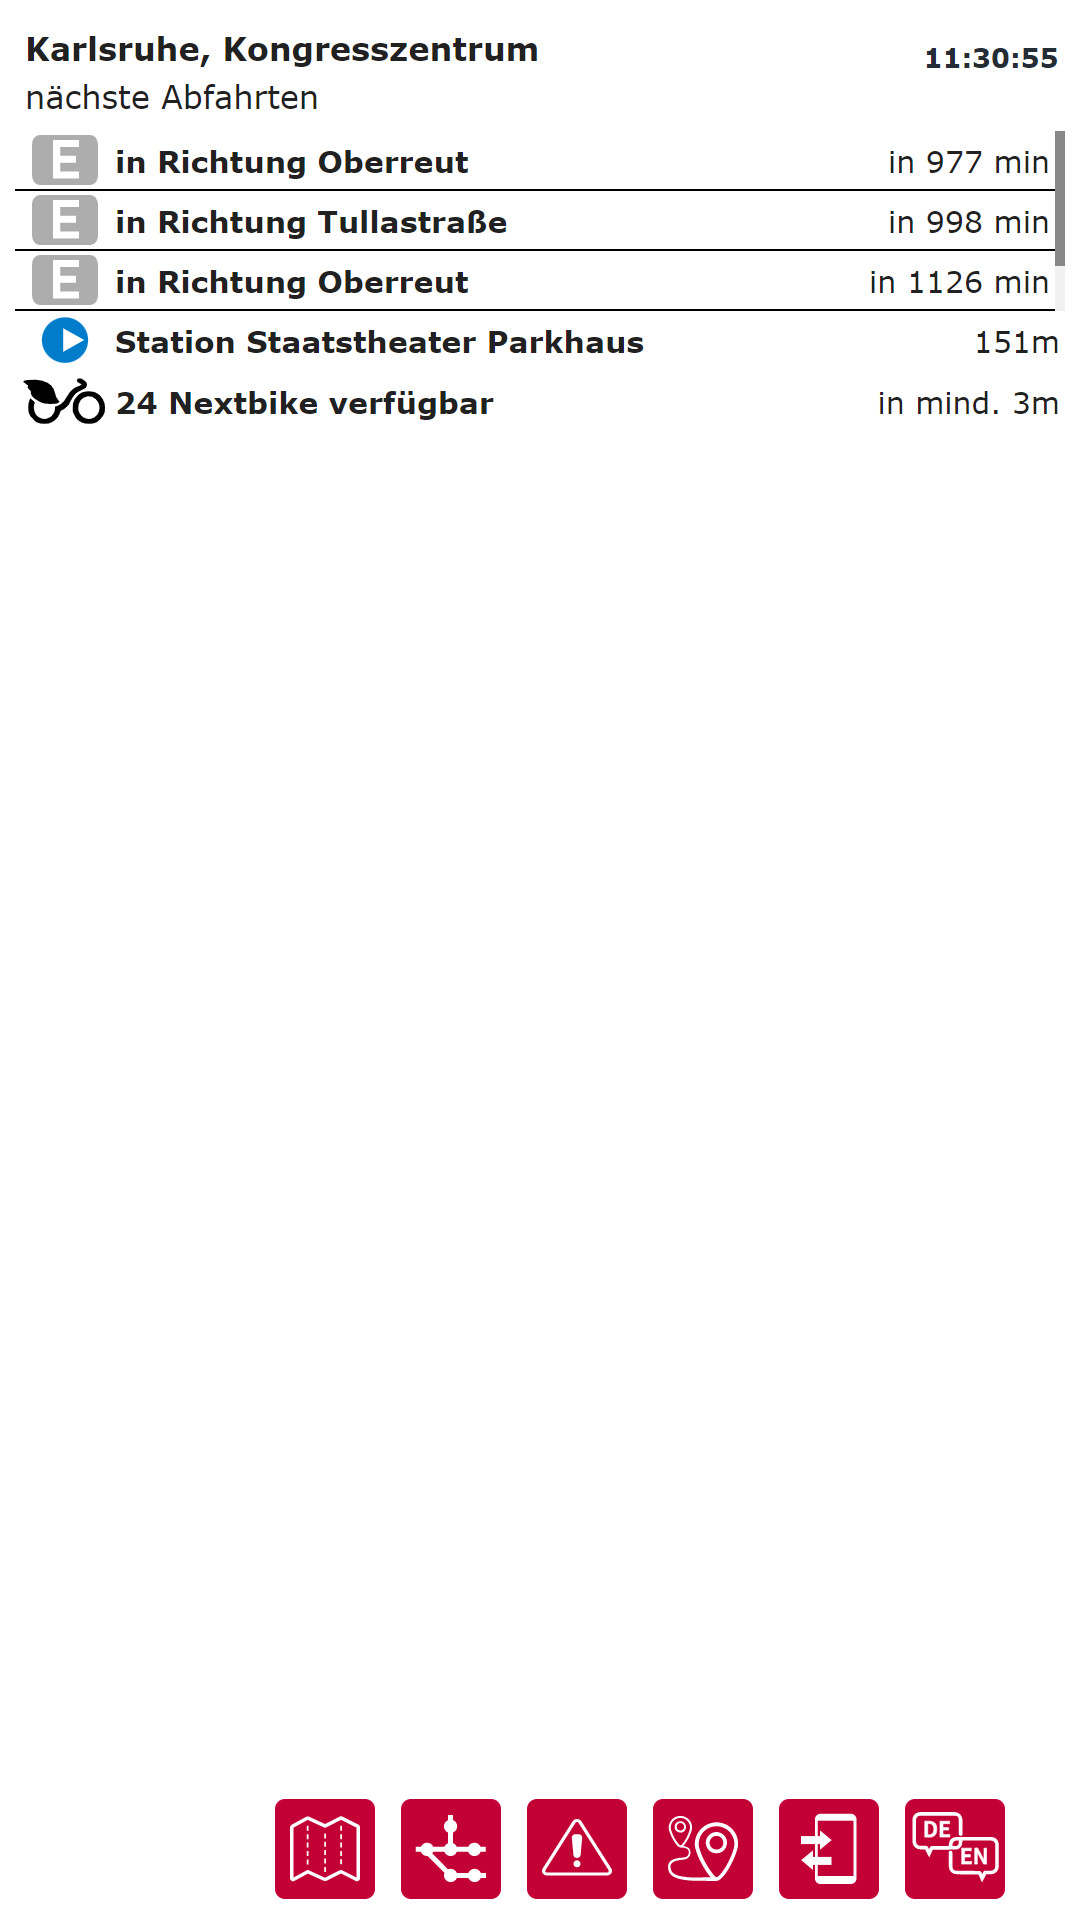 Karlsruhe, Kongresszentrum
11:30:55
nächste Abfahrten
E in Richtung Oberreut in 977 min
E in Richtung Tullastraße in 998 min
E in Richtung Oberreut in 1126 min
Station Staatstheater Parkhaus 151m
24 Nextbike verfügbar in mind. 3m
DE
EN